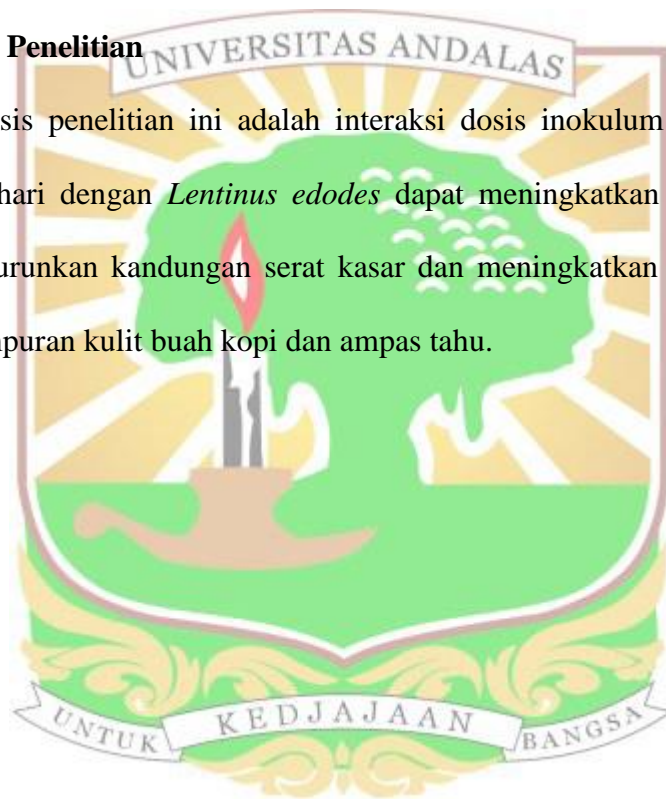 Penelitian
UNIVERSITAS ANDALAS
sis penelitian ini adalah interaksi dosis inokulum
hari dengan Lentinus edodes dapat meningkatkan
urunkan kandungan serat kasar dan meningkatkan
npuran kulit buah kopi dan ampas tahu.
UNTUK KEDJAJAAN BANGSA